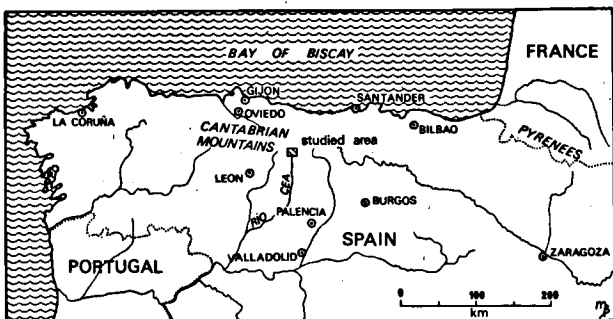 BAY OF BISCAY
FRANCE
GIJON
SANTANDER
LA CORUÑA
OVIEDO
BILBAO
CANTABRIAN
MOUNTAINS
PYRENEES
studied area
LEON
CEA
RIO
BURGOS
PALENCIA
SPAIN
PORTUGAL
VALLADOLID
ZARAGOZA
0 100 200
km